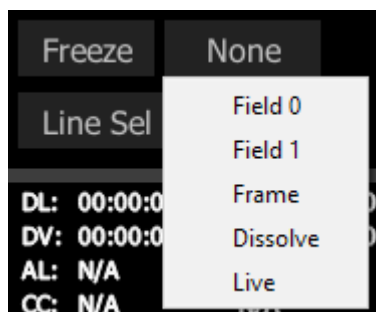 Freeze None
Line Sel
Field 0
Field 1
Frame
Dissolve
Live
DL: 00:00:0
DV: 00:00:0
AL: N/A
CC: N/A